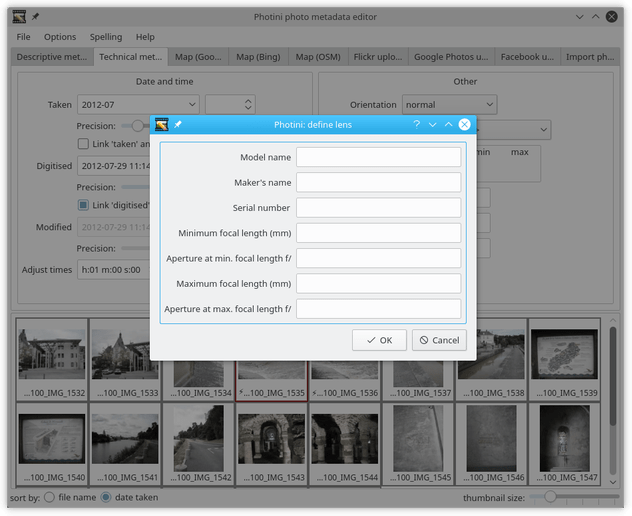 Photini photo metadata editor
File Options Spelling Help
Descriptive met... Technical met... Map (Goo... Map (Bing) Map (OSM) Flickr uplo... Google Photos u... Facebook u... Import ph...
Date and time
Other
Taken 2012-07
Orientation normal
Photini: define lens
Precision:
Link 'taken' an
min max
Digitised 2012-07-29 11:14
Precision:
Link 'digitised'
Modified 2012-07-29 11:14
Precision:
Adjust times h:01 m:00 s:00
Model name
Maker's name
Serial number
Minimum focal length (mm)
Aperture at min. focal length f/
Maximum focal length (mm)
Aperture at max. focal length f/
OK Cancel
...100_IMG_1532 ...100_IMG_1533 ...100_IMG_1534 ...100_IMG_1535 ...100_IMG_1536 ...100_IMG_1537 ...100_IMG_1538 ...100_IMG_1539
...100_IMG_1540 ...100_IMG_1541 ...100_IMG_1542 ...100_IMG_1543 ...100_IMG_1544 ...100_IMG_1545 ...100_IMG_1546 ...100_IMG_1547
sort by: file name date taken thumbnail size: